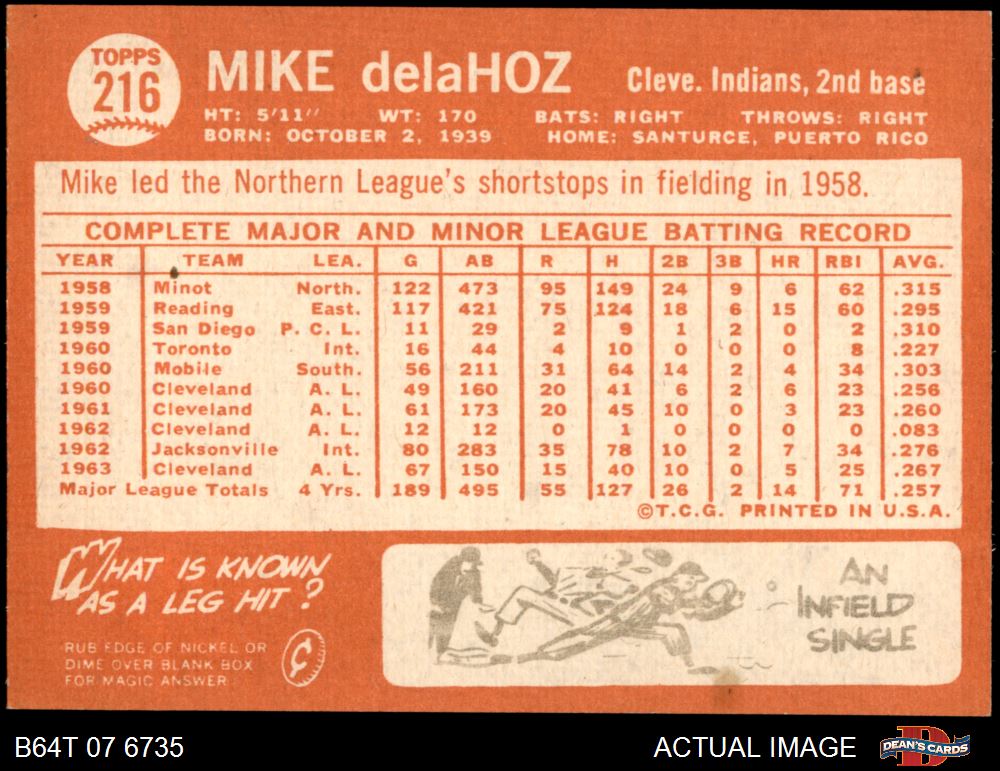 TOPPS
216
MIKE delaHOZ Cleve. Indians, 2nd base
HT: 5'11" WT: 170 BATS: RIGHT THROWS: RIGHT
BORN: OCTOBER 2, 1939 HOME: SANTURCE, PUERTO RICO
Mike led the Northern League's shortstops in fielding in 1958.
COMPLETE MAJOR AND MINOR LEAGUE BATTING RECORD
YEAR TEAM LEA. G AB R H 2B 3B HR RBI AVG.
1958 Minot North. 122 473 95 149 24 9 6 62 .315
1959 Reading East. 117 421 75 124 18 6 15 60 .295
1959 San Diego P. C. L. 11 29 2 9 1 2 0 2 .310
1960 Toronto Int. 16 44 4 10 0 0 0 8 .227
1960 Mobile South. 56 211 31 64 14 2 4 34 .303
1960 Cleveland A. L. 49 160 20 41 6 2 6 23 .256
1961 Cleveland A. L. 61 173 20 45 10 0 3 23 .260
1962 Cleveland A. L. 12 12 0 1 0 0 0 0 .083
1962 Jacksonville Int. 80 283 35 78 10 2 7 34 .276
1963 Cleveland A. L. 67 150 15 40 10 0 5 25 .267
Major League Totals 4 Yrs. 189 495 55 127 26 2 14 71 .257
©T.C.G. PRINTED IN U.S.A.
WHAT IS KNOWN
AS A LEG HIT?
RUB EDGE OF NICKEL OR
DIME OVER BLANK BOX
FOR MAGIC ANSWER
¢
AN
INFIELD
SINGLE
B64T 07 6735
ACTUAL IMAGE
DEAN'S CARDS